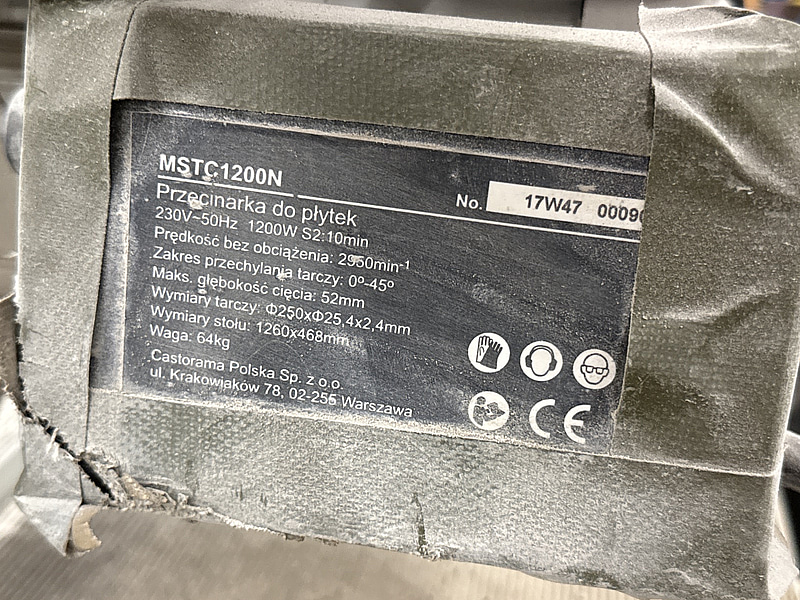 MSTC1200N
No. 17W47 0009
Przecinarka do płytek
230V~50Hz 1200W S2:10min
Prędkość bez obciążenia: 2950min-1
Zakres przechylania tarczy: 0º-45º
Maks. głębokość cięcia: 52mm
Wymiary tarczy: Φ250xΦ25,4x2,4mm
Wymiary stołu: 1260x468mm
Waga: 64kg
Castorama Polska Sp. z o.o.
ul. Krakowiaków 78, 02-255 Warszawa
CE